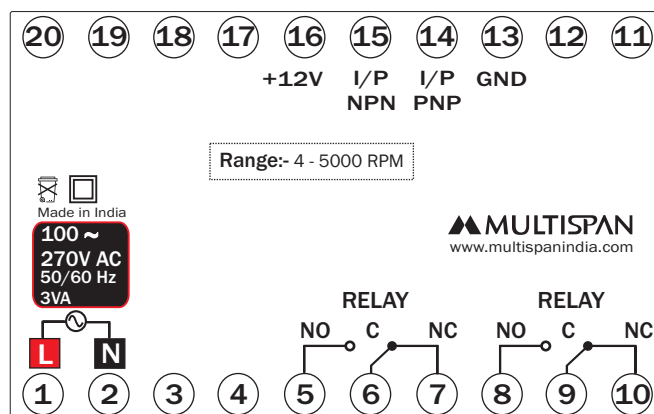 20 19 18 17 16 15 14 13 12 11
+12V I/P I/P GND
NPN PNP
Range:- 4 - 5000 RPM
Made in India
100 ~
270V AC
50/60 Hz
3VA
MULTISPAN
www.multispanindia.com
RELAY RELAY
NO C NC NO C NC
L N
1 2 3 4 5 6 7 8 9 10